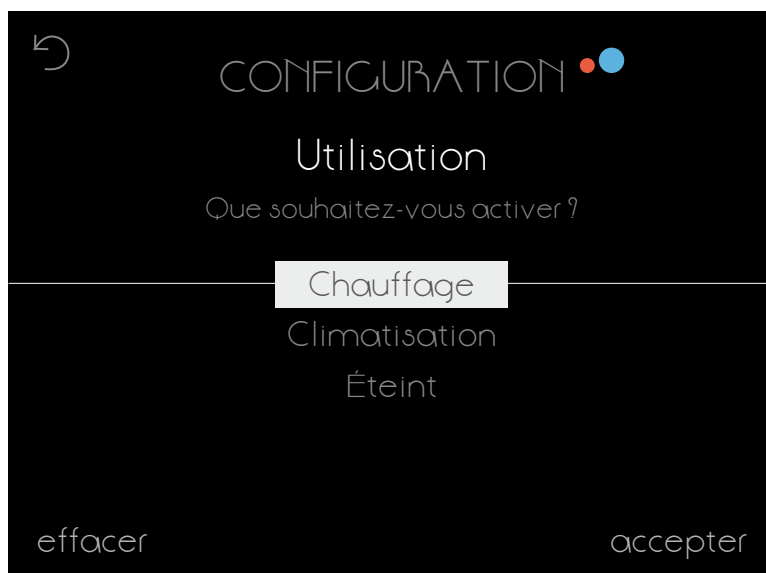 CONFIGURATION
Utilisation
Que souhaitez-vous activer ?
Chauffage
Climatisation
Éteint
effacer
accepter